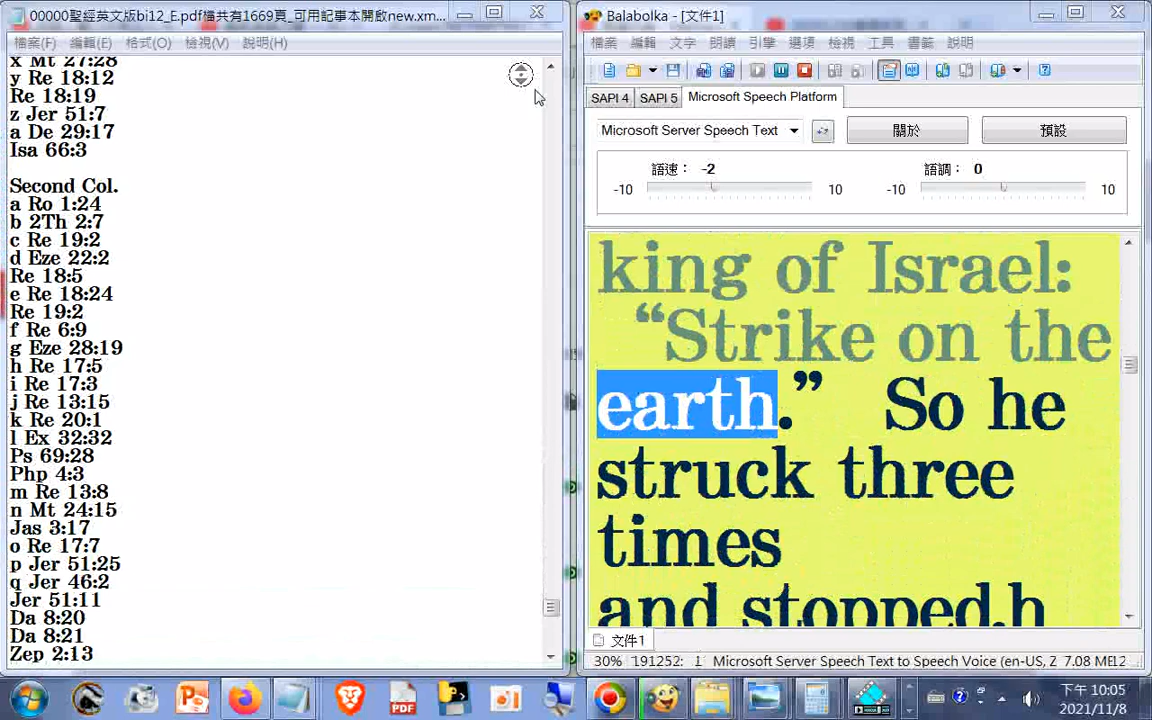 00000聖經英文版bi12_E.pdf檔共有1669頁_可用記事本開啟new.xm...
檔案(F) 編輯(E) 格式(O) 檢視(V) 說明(H)
x Mt 27:28
y Re 18:12
Re 18:19
z Jer 51:7
a De 29:17
Isa 66:3
Second Col.
a Ro 1:24
b 2Th 2:7
c Re 19:2
d Eze 22:2
Re 18:5
e Re 18:24
Re 19:2
f Re 6:9
g Eze 28:19
h Re 17:5
i Re 17:3
j Re 13:15
k Re 20:1
l Ex 32:32
Ps 69:28
Php 4:3
m Re 13:8
n Mt 24:15
Jas 3:17
o Re 17:7
p Jer 51:25
q Jer 46:2
Jer 51:11
Da 8:20
Da 8:21
Zep 2:13
Balabolka - [文件1]
檔案 編輯 文字 朗讀 引擎 選項 檢視 工具 書籤 說明
SAPI 4 SAPI 5 Microsoft Speech Platform
Microsoft Server Speech Text 關於 預設
語速： -2 語調： 0
-10 10 -10 10
king of Israel:
“Strike on the
earth.” So he
struck three
times
and stopped.h
文件1
30% 191252: 1 Microsoft Server Speech Text to Speech Voice (en-US, Z 7.08 ME12
PDF
下午 10:05
2021/11/8